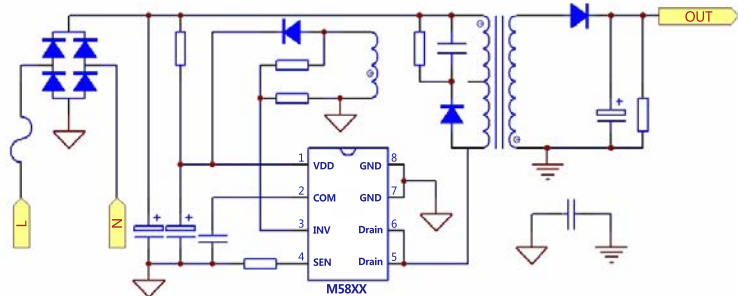 OUT
L
N
+
+
+
1 VDD GND 8
2 COM GND 7
3 INV Drain 6
4 SEN Drain 5
M58XX